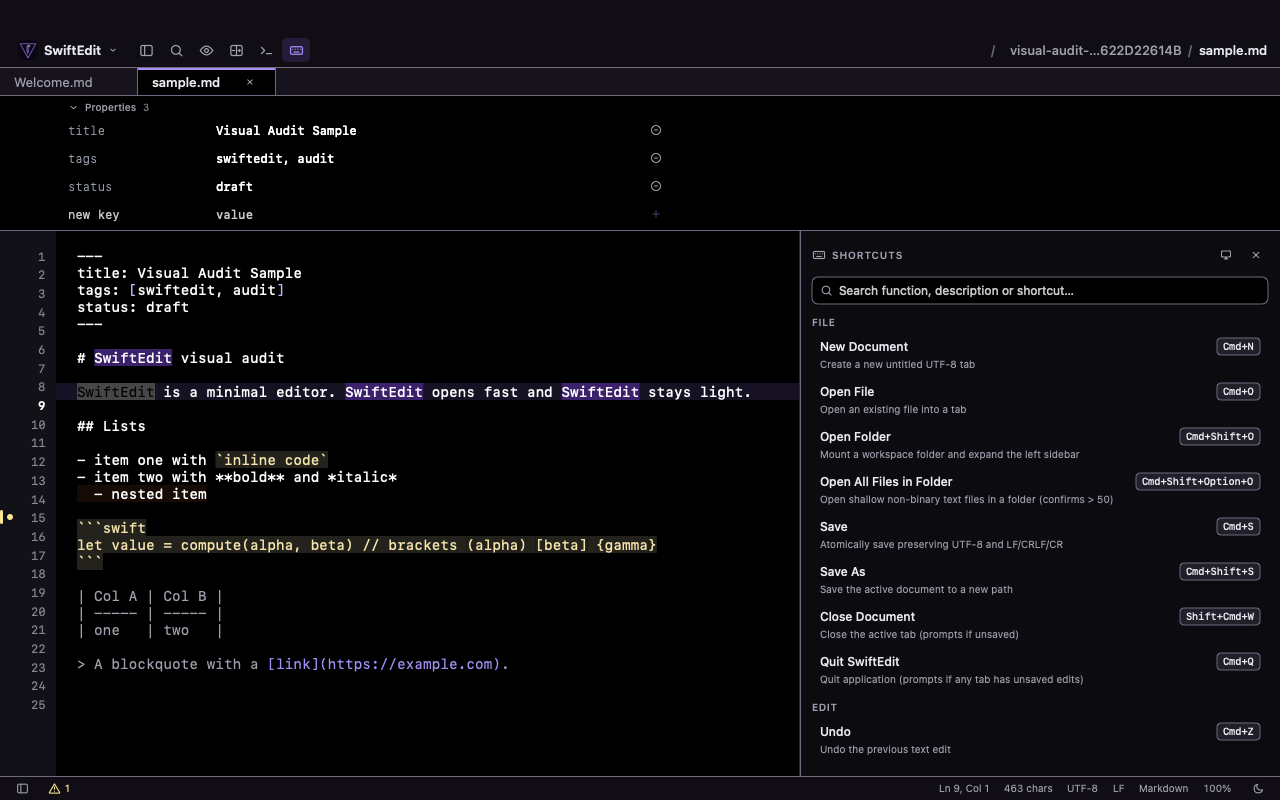 SwiftEdit
/ visual-audit-...622D22614B / sample.md
Welcome.md
sample.md ×
Properties 3
title Visual Audit Sample
tags swiftedit, audit
status draft
new key value +
1 ---
2 title: Visual Audit Sample
3 tags: [swiftedit, audit]
4 status: draft
5 ---
6
7 # SwiftEdit visual audit
8
9 SwiftEdit is a minimal editor. SwiftEdit opens fast and SwiftEdit stays light.
10
11 ## Lists
12
13 - item one with `inline code`
14 - item two with **bold** and *italic*
15 - nested item
16
17 ```swift
18 let value = compute(alpha, beta) // brackets (alpha) [beta] {gamma}
19 ```
20
21 | Col A | Col B |
22 | ----- | ----- |
23 | one | two |
24
25 > A blockquote with a [link](https://example.com).
SHORTCUTS ×
Search function, description or shortcut...
FILE
New Document Cmd+N
Create a new untitled UTF-8 tab
Open File Cmd+O
Open an existing file into a tab
Open Folder Cmd+Shift+O
Mount a workspace folder and expand the left sidebar
Open All Files in Folder Cmd+Shift+Option+O
Open shallow non-binary text files in a folder (confirms > 50)
Save Cmd+S
Atomically save preserving UTF-8 and LF/CRLF/CR
Save As Cmd+Shift+S
Save the active document to a new path
Close Document Shift+Cmd+W
Close the active tab (prompts if unsaved)
Quit SwiftEdit Cmd+Q
Quit application (prompts if any tab has unsaved edits)
EDIT
Undo Cmd+Z
Undo the previous text edit
1
Ln 9, Col 1 463 chars UTF-8 LF Markdown 100%